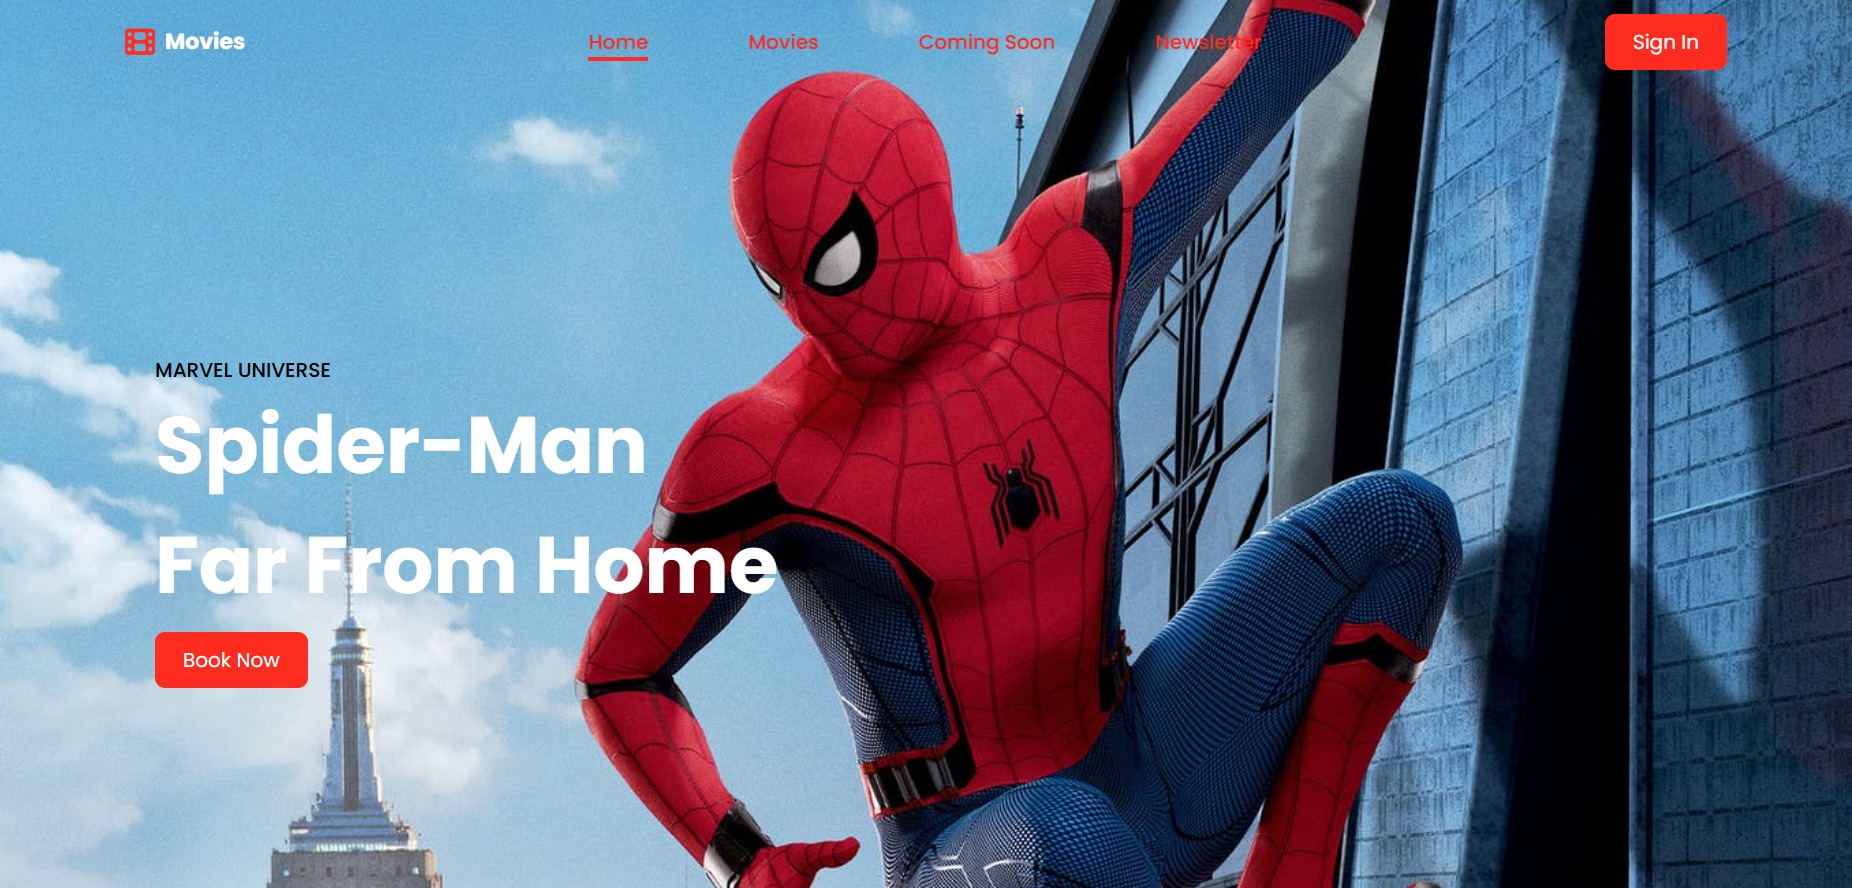 Movies
Home
Movies
Coming Soon
Newsletter
Sign In
MARVEL UNIVERSE
Spider-Man
Far From Home
Book Now